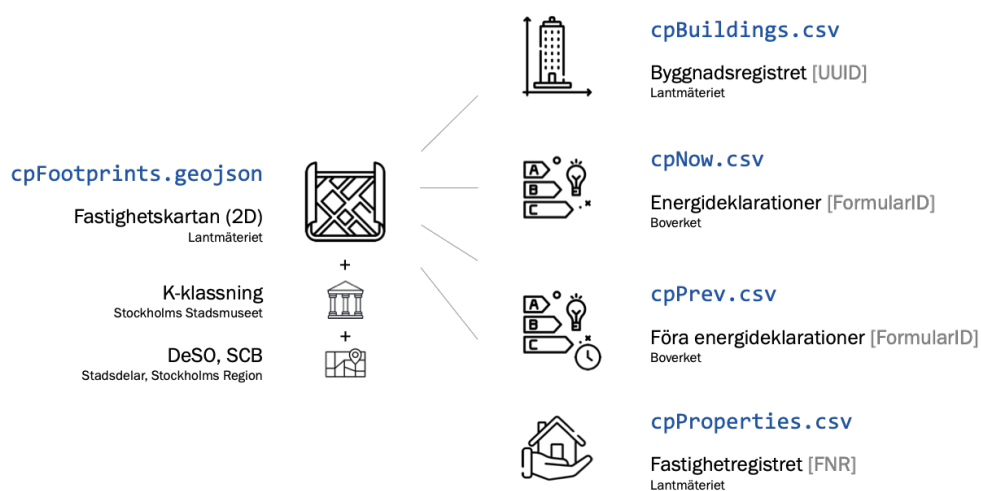 cpFootprints.geojson
Fastighetskartan (2D)
Lantmäteriet
+
K-klassning
Stockholms Stadsmuseet
+
DeSO, SCB
Stadsdelar, Stockholms Region
cpBuildings.csv
Byggnadsregistret [UUID]
Lantmäteriet
A
B
C
cpNow.csv
Energideklarationer [FormularID]
Boverket
A
B
C
cpPrev.csv
Föra energideklarationer [FormularID]
Boverket
cpProperties.csv
Fastighetregistret [FNR]
Lantmäteriet